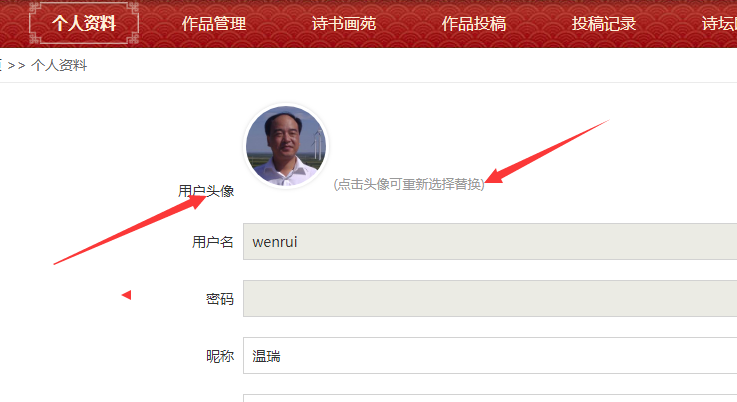 个人资料 作品管理 诗书画苑 作品投稿 投稿记录 诗坛
>> 个人资料
用户头像 (点击头像可重新选择替换)
用户名 wenrui
密码
昵称 温瑞